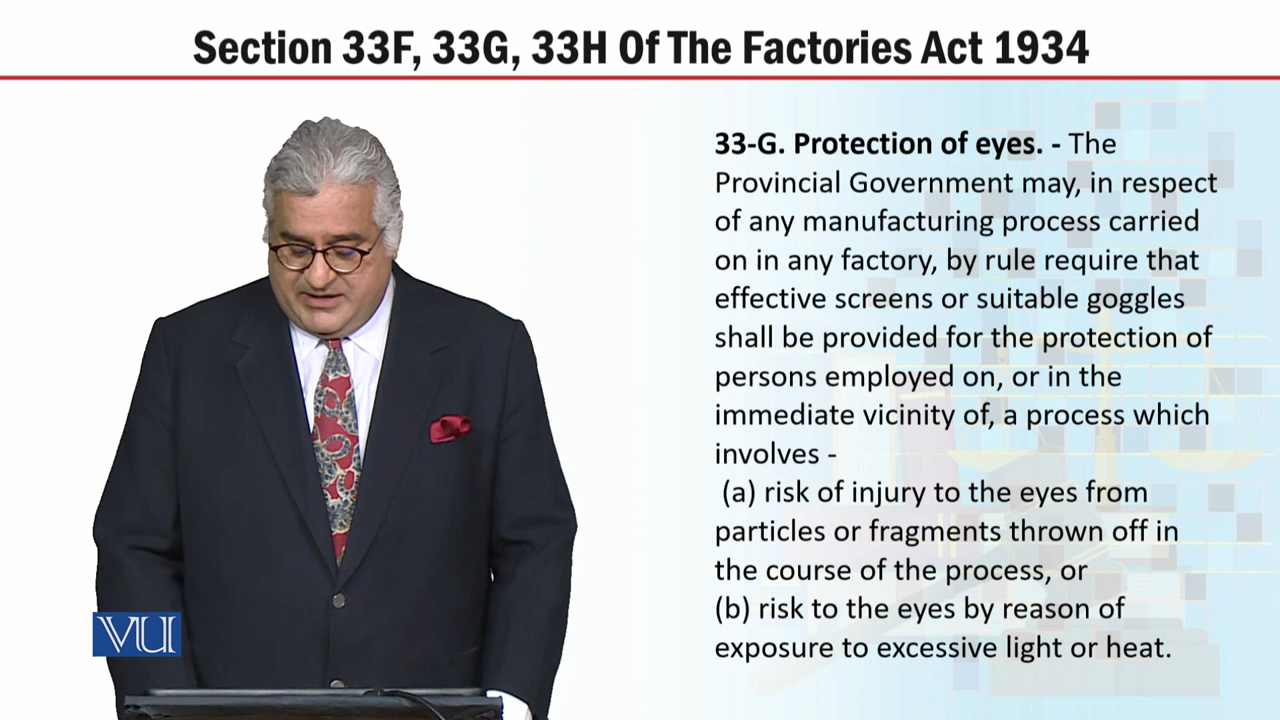 Section 33F, 33G, 33H Of The Factories Act 1934
33-G. Protection of eyes. - The
Provincial Government may, in respect
of any manufacturing process carried
on in any factory, by rule require that
effective screens or suitable goggles
shall be provided for the protection of
persons employed on, or in the
immediate vicinity of, a process which
involves -
(a) risk of injury to the eyes from
particles or fragments thrown off in
the course of the process, or
(b) risk to the eyes by reason of
exposure to excessive light or heat.
VU